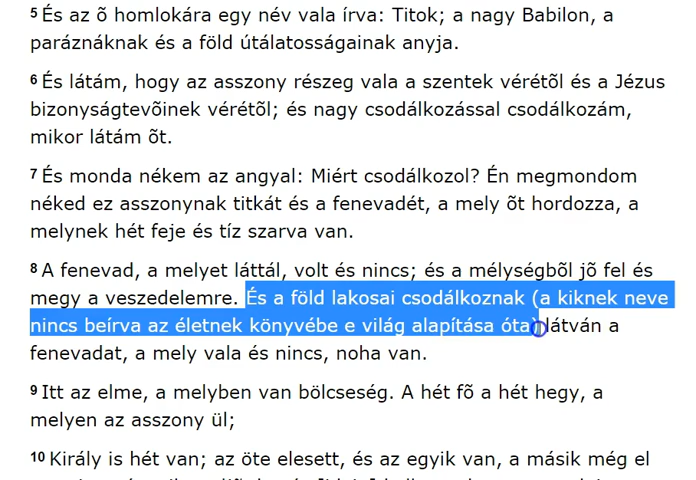 5 És az õ homlokára egy név vala írva: Titok; a nagy Babilon, a
paráznáknak és a föld útálatosságainak anyja.
6 És látám, hogy az asszony részeg vala a szentek vérétõl és a Jézus
bizonyságtevõinek vérétõl; és nagy csodálkozással csodálkozám,
mikor látám õt.
7 És monda nékem az angyal: Miért csodálkozol? Én megmondom
néked ez asszonynak titkát és a fenevadét, a mely õt hordozza, a
melynek hét feje és tíz szarva van.
8 A fenevad, a melyet láttál, volt és nincs; és a mélységbõl jõ fel és
megy a veszedelemre. És a föld lakosai csodálkoznak (a kiknek neve
nincs beírva az életnek könyvébe e világ alapítása óta) látván a
fenevadat, a mely vala és nincs, noha van.
9 Itt az elme, a melyben van bölcseség. A hét fõ a hét hegy, a
melyen az asszony ül;
10 Király is hét van; az öte elesett, és az egyik van, a másik még el